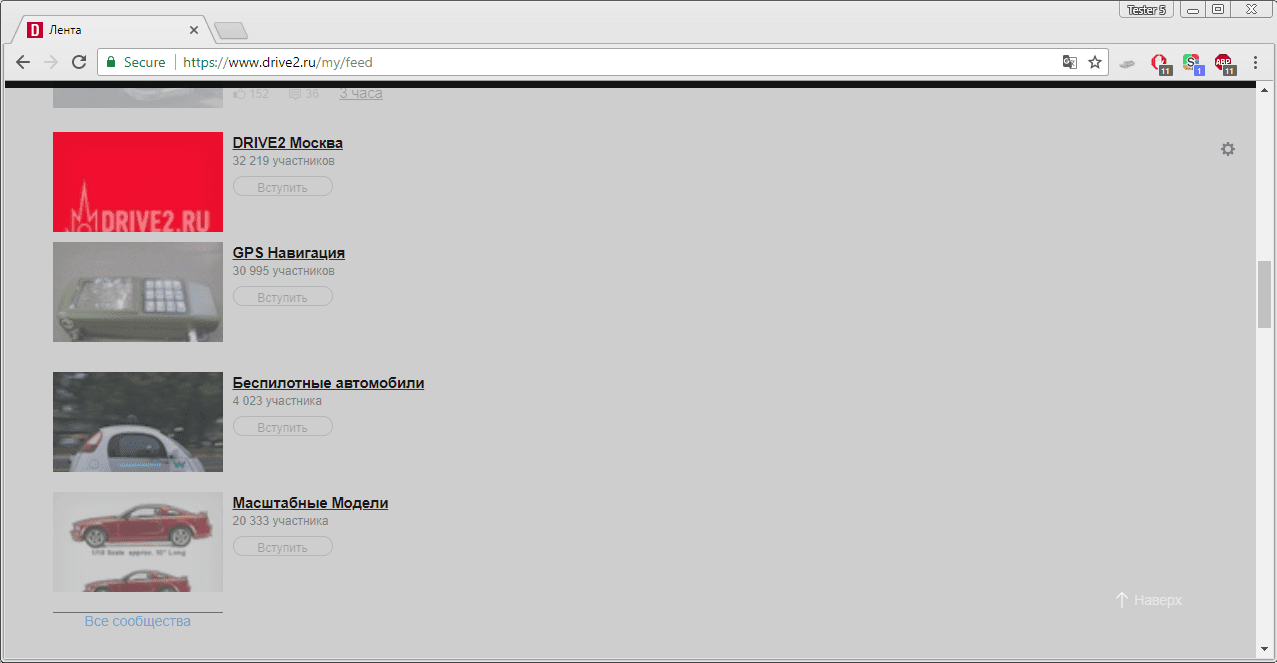 Tester 5
Лента
Secure https://www.drive2.ru/my/feed
11
1
ABP
11
152 36 3 часа
DRIVE2 Москва
32 219 участников
Вступить
DRIVE2.RU
GPS Навигация
30 995 участников
Вступить
Беспилотные автомобили
4 023 участника
Вступить
Масштабные Модели
20 333 участника
Вступить
1/18 Scale approx. 10" Long
Наверх
Все сообщества